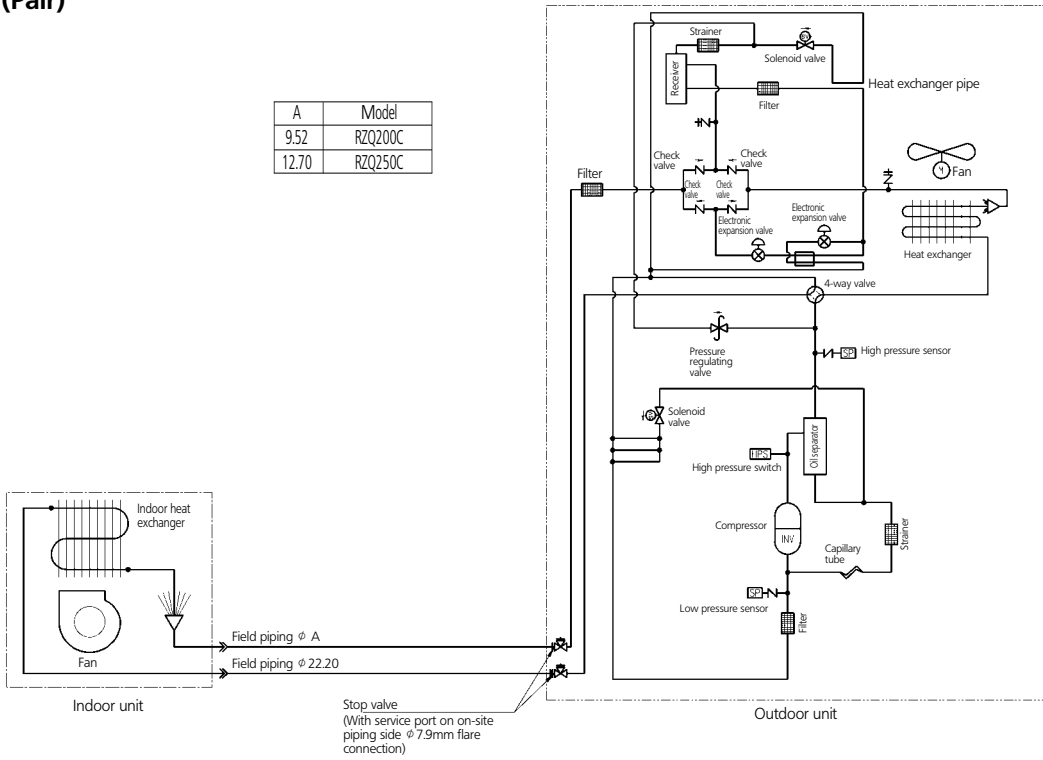 (Pair)
A Model
9.52 RZQ200C
12.70 RZQ250C
Strainer
SV
Solenoid valve
Receiver
Heat exchanger pipe
Filter
Check
valve
Check
valve
Fan
Filter
Check
valve
Check
valve
Electronic
expansion valve
Electronic
expansion valve
Heat exchanger
4-way valve
Pressure
regulating
valve
SP High pressure sensor
Solenoid
valve
Oil separator
HPS
High pressure switch
Compressor
INV
Strainer
Capillary
tube
SP
Low pressure sensor
Filter
Indoor heat
exchanger
Fan
Field piping φ A
Field piping φ 22.20
Indoor unit
Stop valve
(With service port on on-site
piping side φ 7.9mm flare
connection)
Outdoor unit